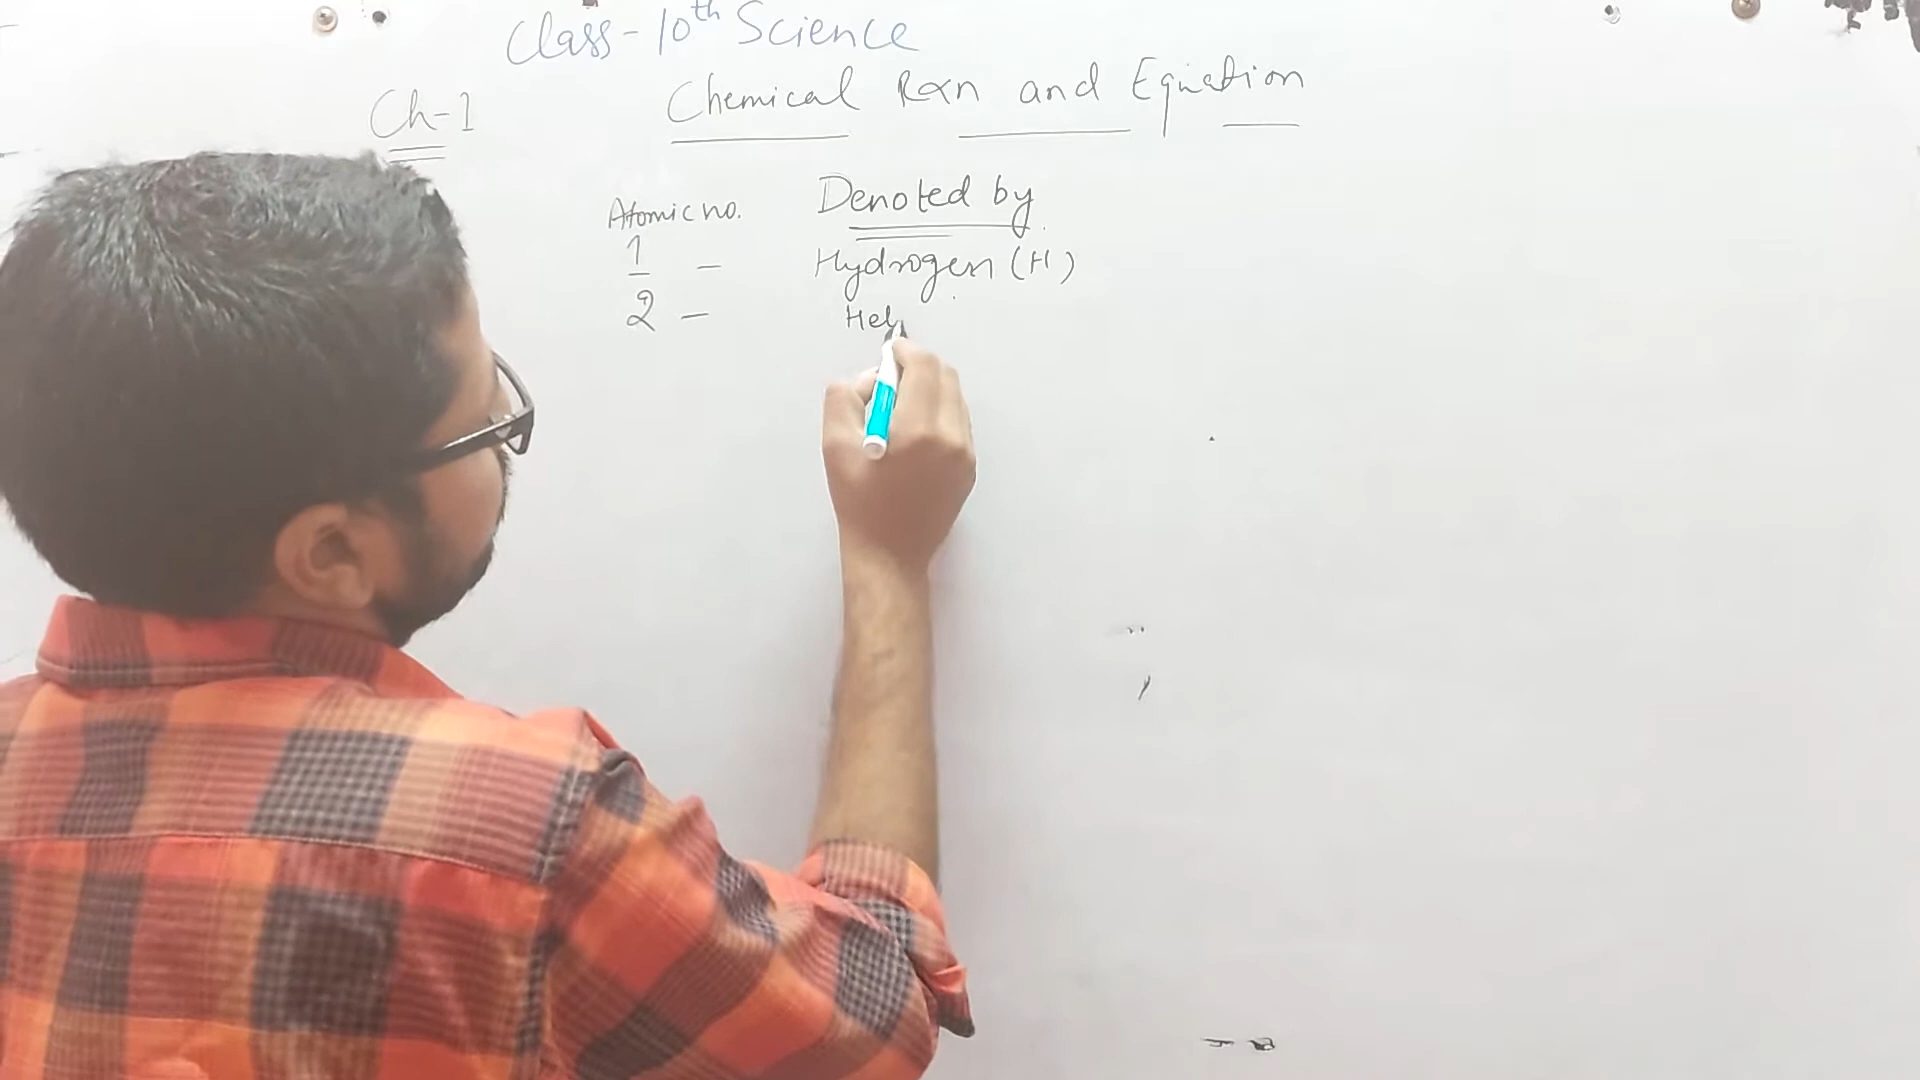 Class-10th Science
Ch-1 Chemical Rxn and Equation
Atomic no. Denoted by
1 - Hydrogen (H)
2 - Hel